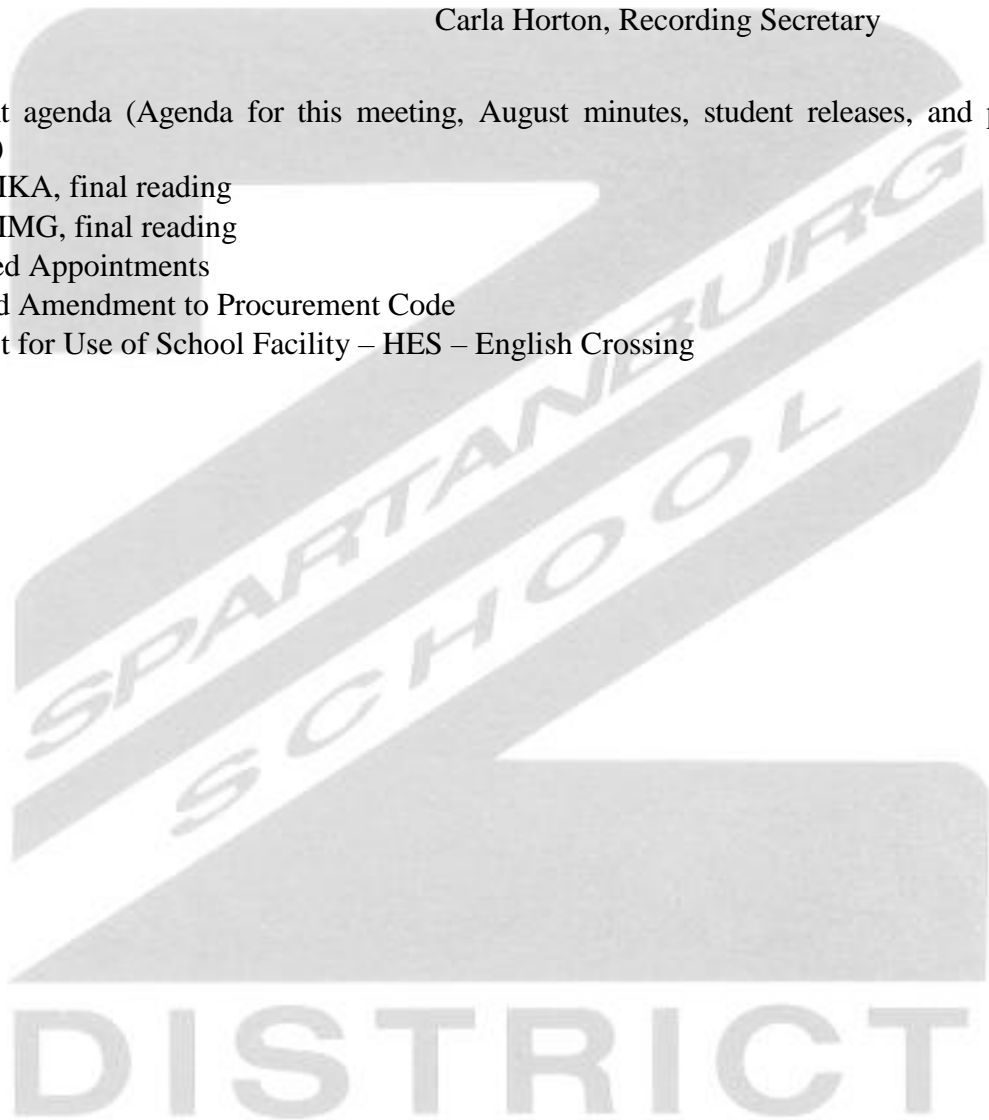 Carla Horton, Recording Secretary
t agenda (Agenda for this meeting, August minutes, student releases, and p
)
IKA, final reading
IMG, final reading
ed Appointments
d Amendment to Procurement Code
t for Use of School Facility – HES – English Crossing
SPARTANBURG
SCHOOL
DISTRICT